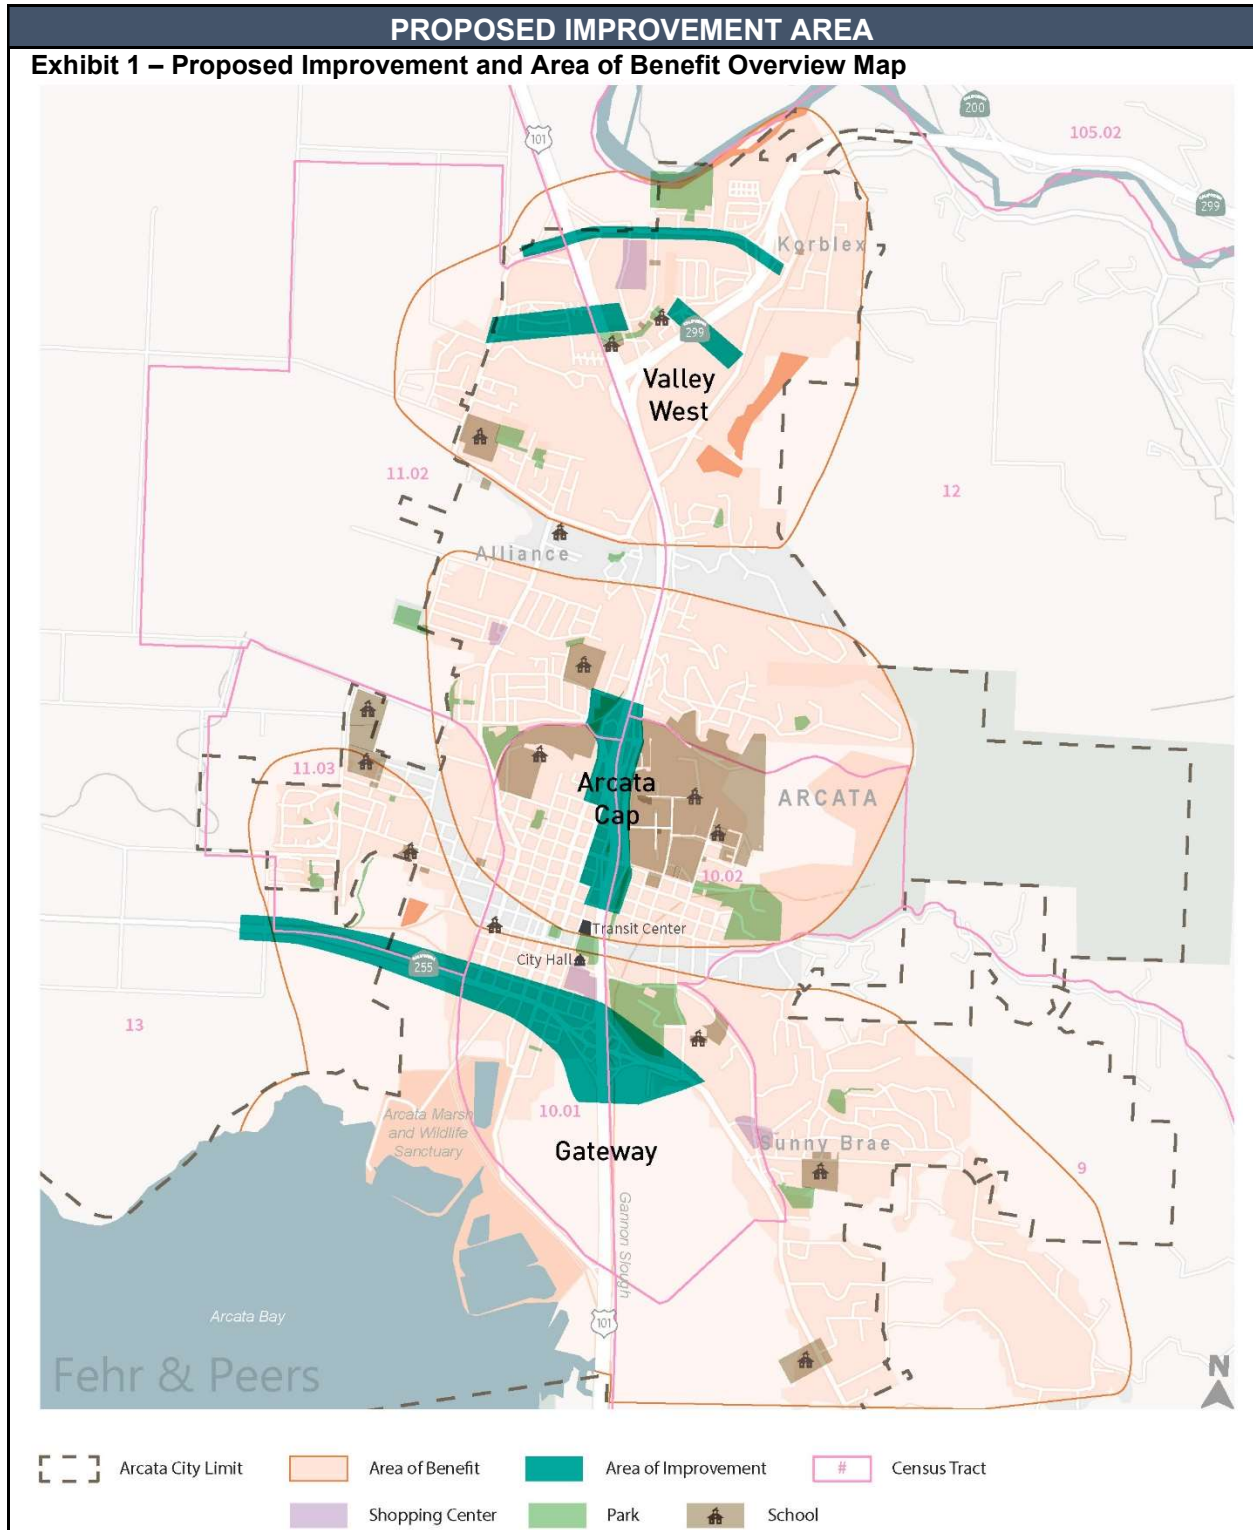 PROPOSED IMPROVEMENT AREA
Exhibit 1 – Proposed Improvement and Area of Benefit Overview Map
200
101
105.02
299
Korblex
299
Valley
West
11.02
12
Alliance
11.03
Arcata
Cap
ARCATA
10.02
Transit Center
City Hall
255
13
Arcata Marsh
and Wildlife
Sanctuary
10.01
Gateway
Sunny Brae
9
Gannon Slough
Arcata Bay
101
Fehr & Peers
N
Arcata City Limit
Area of Benefit
Area of Improvement
# Census Tract
Shopping Center
Park
School